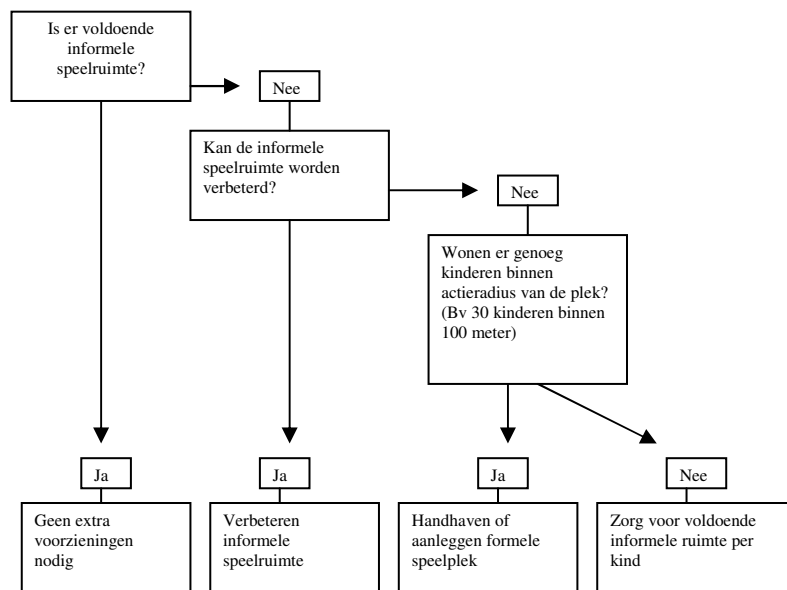 Is er voldoende
informele
speelruimte?
Nee
Kan de informele
speelruimte worden
verbeterd?
Nee
Wonen er genoeg
kinderen binnen
actieradius van de plek?
(Bv 30 kinderen binnen
100 meter)
Ja
Ja
Ja
Nee
Geen extra
voorzieningen
nodig
Verbeteren
informele
speelruimte
Handhaven of
aanleggen formele
speelplek
Zorg voor voldoende
informele ruimte per
kind